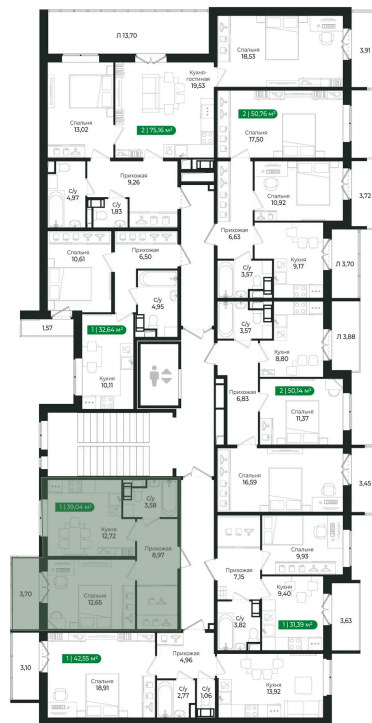 Л 13,70
Спальня
18,53
3,91
Кухня-
гостиная
19,53
Спальня
13,02
2 | 75,16 м²
2 | 50,76 м²
Спальня
17,50
Прихожая
9,26
С/у
4,97
С/у
1,83
Спальня
10,92
3,72
Прихожая
6,63
Спальня
10,61
Прихожая
6,50
С/у
3,57
Кухня
9,17
Л 3,70
С/у
4,95
1,57
1 | 32,64 м²
С/у
3,57
Кухня
8,80
Л 3,88
Кухня
10,11
Прихожая
6,83
2 | 50,14 м²
Спальня
11,37
Спальня
16,59
3,45
1 | 39,04 м²
С/у
3,58
Кухня
12,72
Прихожая
8,97
Спальня
9,93
Прихожая
7,15
3,70
Спальня
12,65
Кухня
9,40
С/у
3,82
1 | 31,39 м²
3,63
3,10
1 | 42,55 м²
Спальня
18,91
Прихожая
4,96
С/у
2,77
С/у
1,06
Кухня
13,92